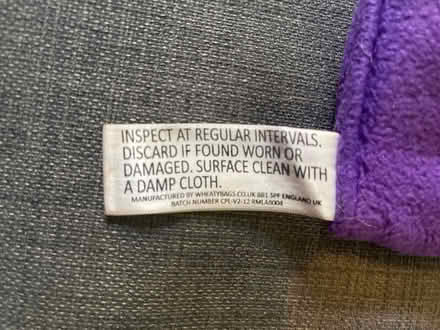 INSPECT AT REGULAR INTERVALS.
DISCARD IF FOUND WORN OR
DAMAGED. SURFACE CLEAN WITH
A DAMP CLOTH.
MANUFACTURED BY WHEATYBAGS.CO.UK BB1 5PF ENGLAND UK
BATCH NUMBER CPL-V2-12 RMLA0004